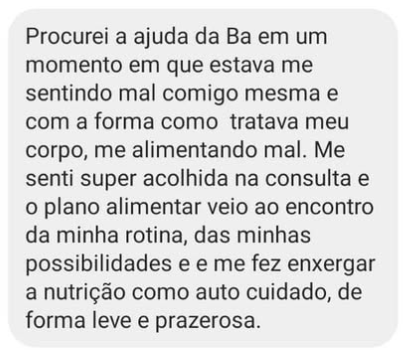 Procurei a ajuda da Ba em um
momento em que estava me
sentindo mal comigo mesma e
com a forma como  tratava meu
corpo, me alimentando mal. Me
senti super acolhida na consulta e
o plano alimentar veio ao encontro
da minha rotina, das minhas
possibilidades e e me fez enxergar
a nutrição como auto cuidado, de
forma leve e prazerosa.